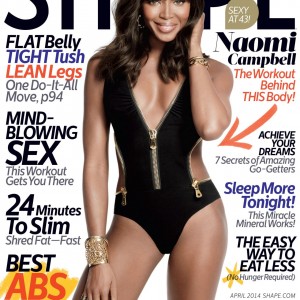 SHAPE
SEXY
AT 43!
FLAT Belly
TIGHT Tush
LEAN Legs
One Do-It-All
Move, p94
MIND-
BLOWING
SEX
This Workout
Gets You There
24 Minutes
To Slim
Shred Fat—Fast
BEST
ABS
Naomi
Campbell
The Workout
Behind
THIS Body!
ACHIEVE
YOUR
DREAMS
7 Secrets of Amazing
Go-Getters
Sleep More
Tonight!
This Miracle
Mineral Works!
THE EASY
WAY TO
EAT LESS
(No Hunger Required)
APRIL 2014 SHAPE.COM